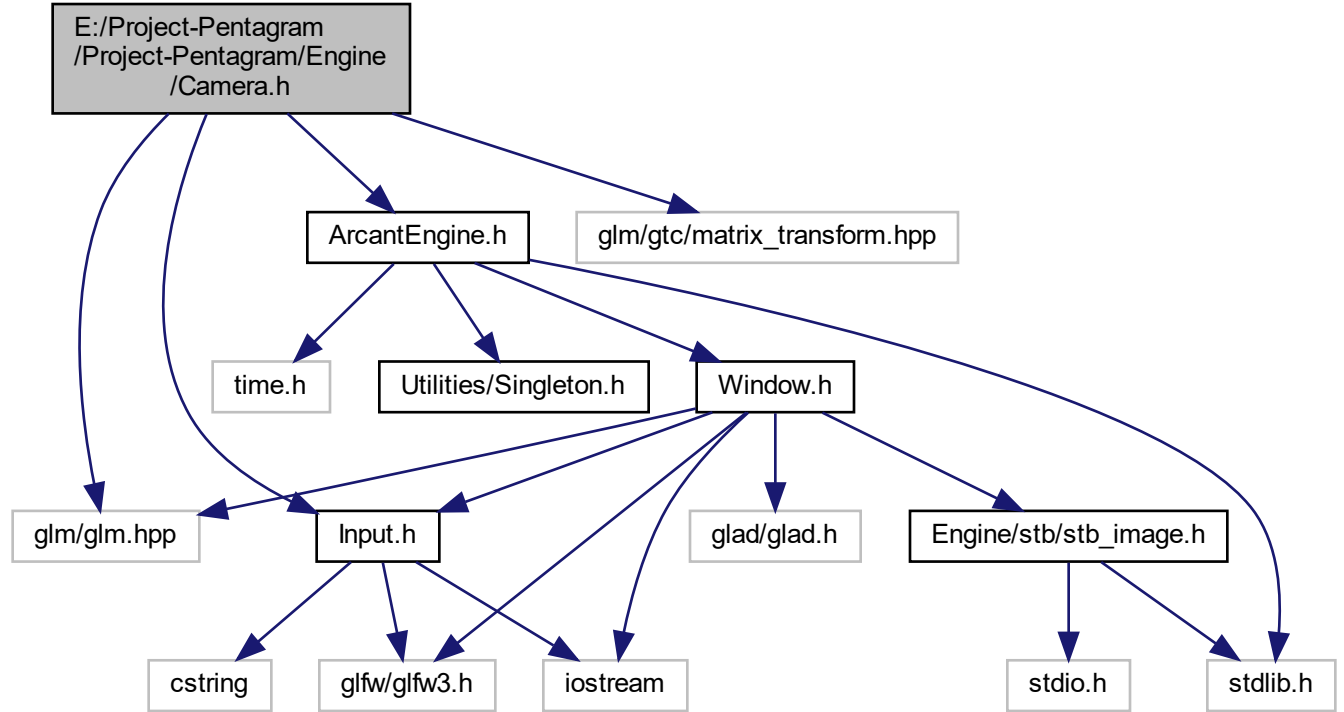 E:/Project-Pentagram
/Project-Pentagram/Engine
/Camera.h
ArcantEngine.h
glm/gtc/matrix_transform.hpp
time.h
Utilities/Singleton.h
Window.h
glm/glm.hpp
Input.h
glad/glad.h
Engine/stb/stb_image.h
cstring
glfw/glfw3.h
iostream
stdio.h
stdlib.h